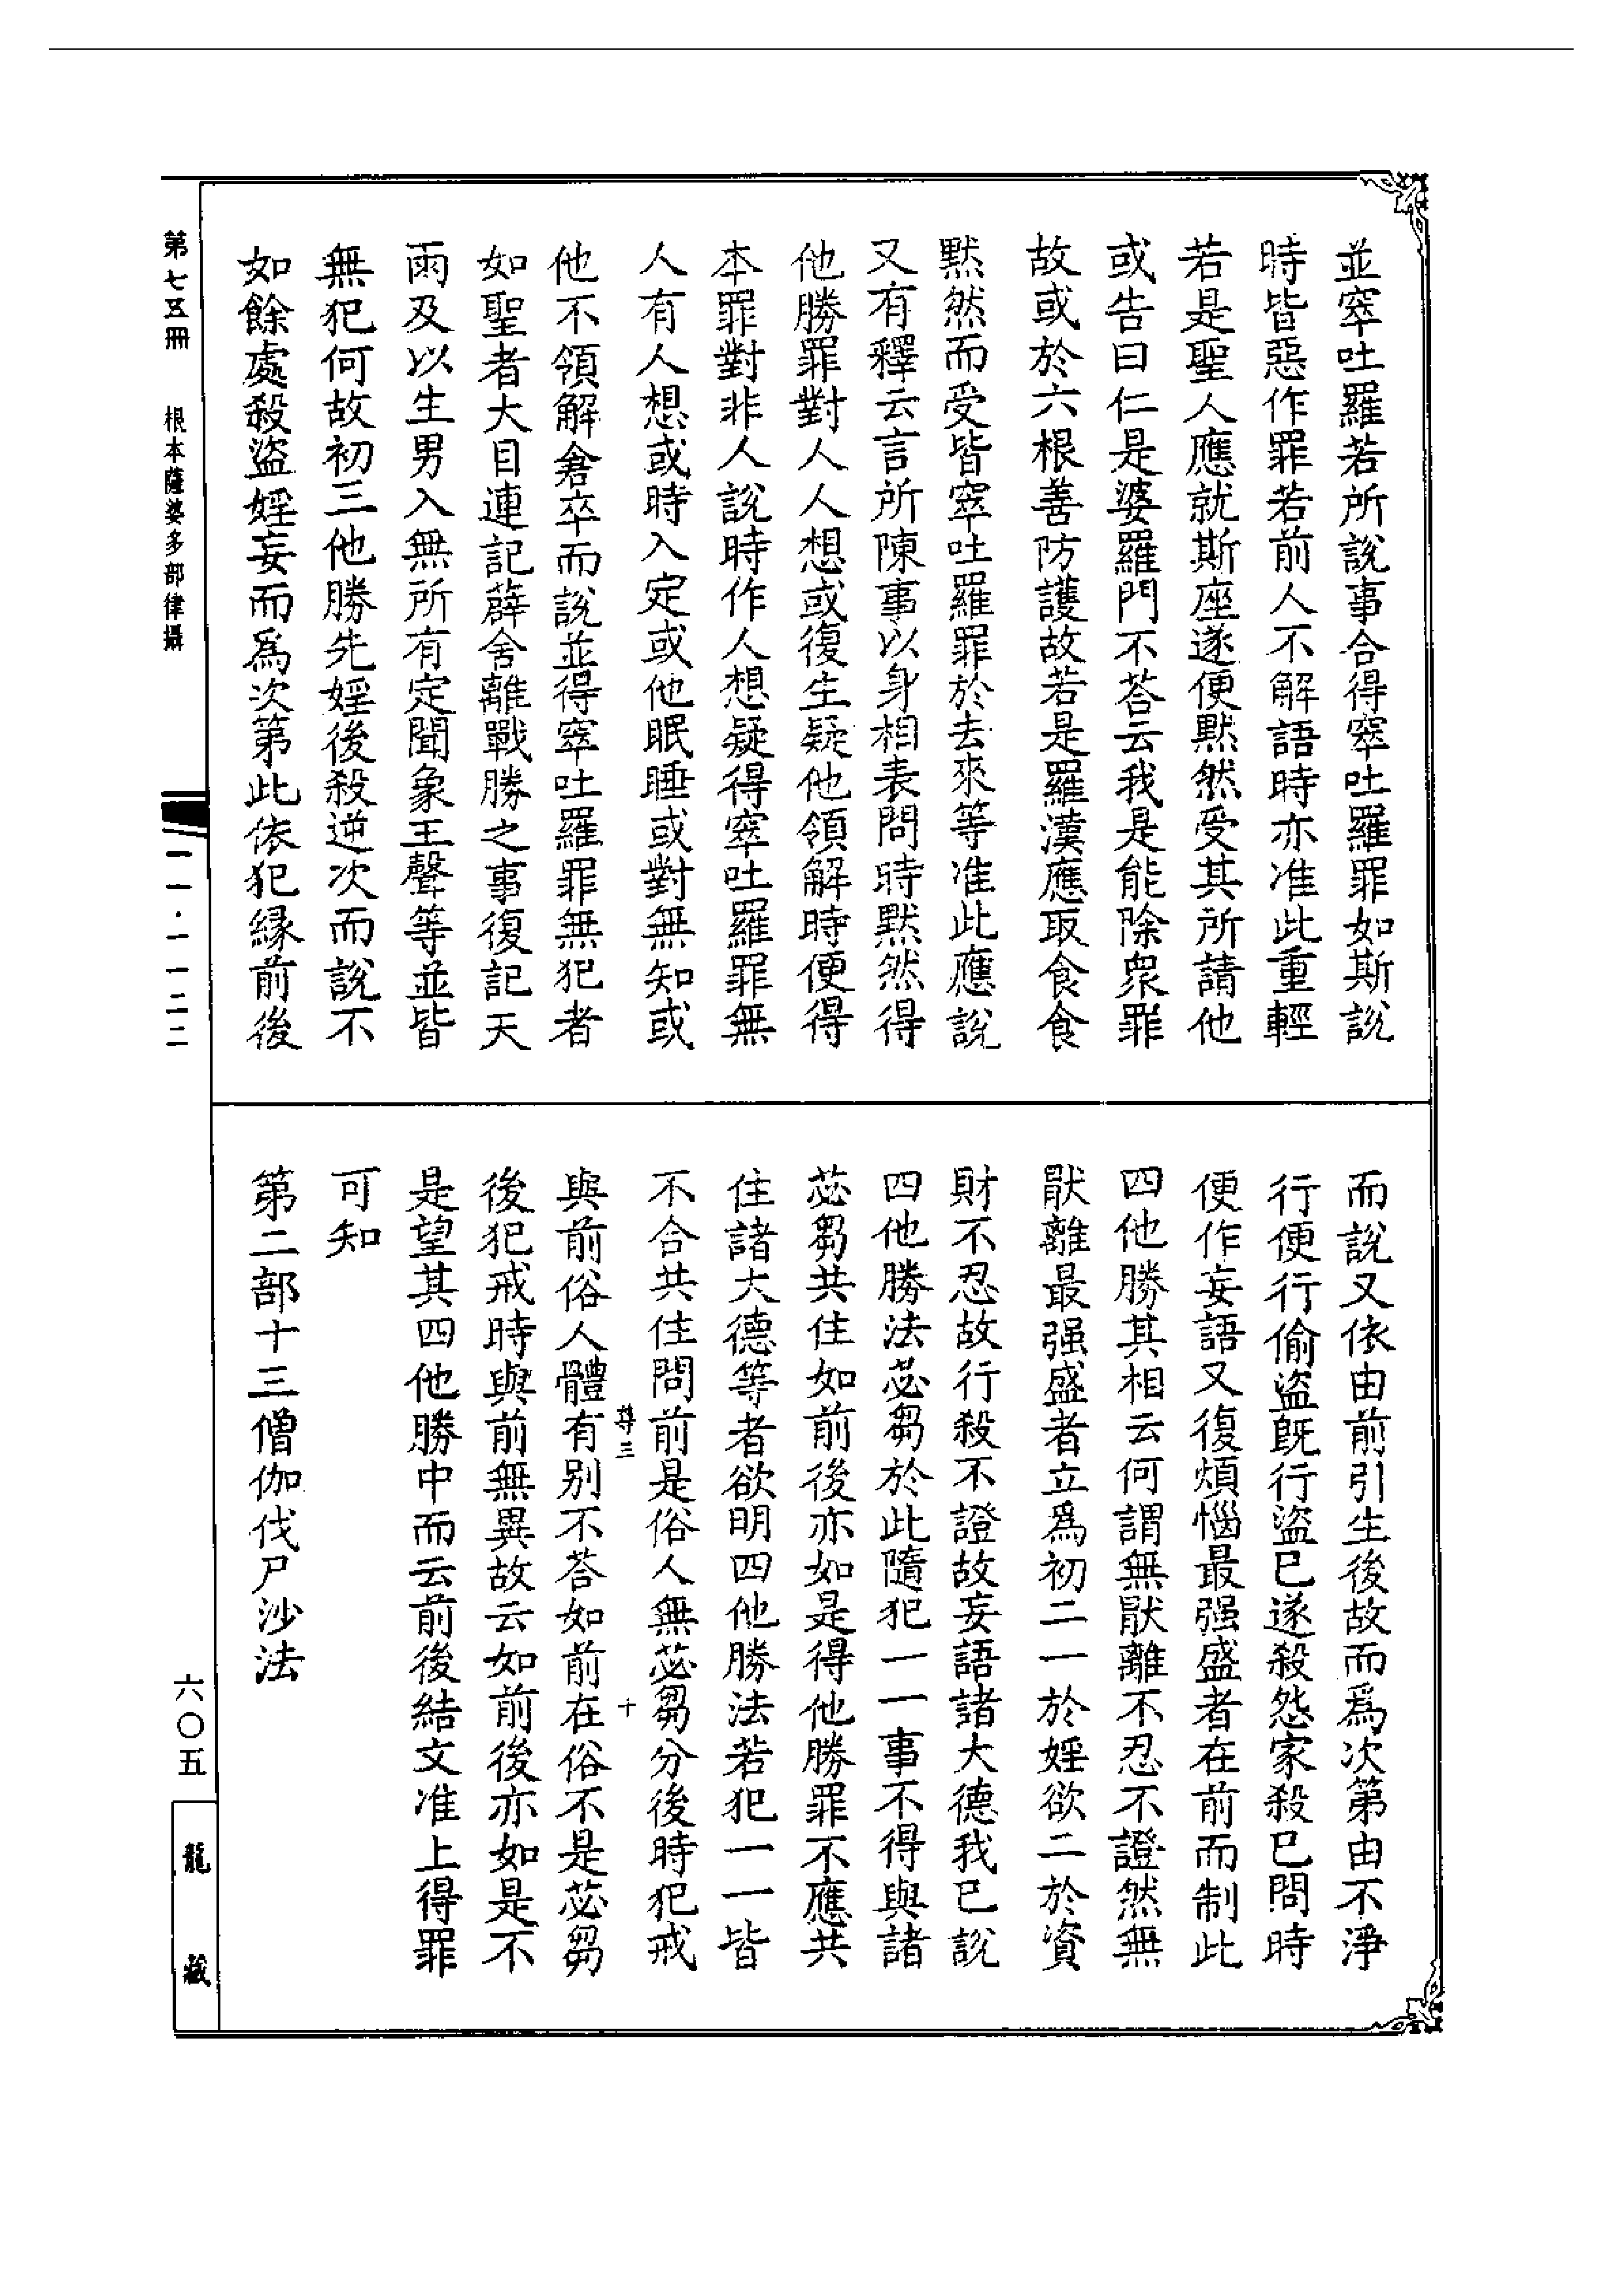 並窣吐羅若所說事合得窣吐羅罪如斯說
時皆惡作罪若前人不解語時亦准此重輕
若是聖人應就斯座遂便默然受其所請他
或告曰仁是婆羅門不荅云我是能除衆罪
故或於六根善防護故若是羅漢應取食食
默然而受皆窣吐羅罪於去來等准此應說
又有釋云言所陳事以身相表問時默然得
他勝罪對人人想或復生疑他領解時便得
本罪對非人說時作人想疑得窣吐羅罪無
人有人想或時入定或他眠睡或對無知或
他不領解倉卒而說並得窣吐羅罪無犯者
如聖者大目連記薜舍離戰勝之事復記天
雨及以生男入無所有定聞象王聲等並皆
無犯何故初三他勝先婬後殺逆次而說不
如餘處殺盜婬妄而爲次第此依犯緣前後
而說又依由前引生後故而爲次第由不淨
行便行偷盜既行盜已遂殺怨家殺已問時
便作妄語又復煩惱最强盛者在前而制此
四他勝其相云何謂無猒離不忍不證然無
猒離最强盛者立爲初二一於婬欲二於資
財不忍故行殺不證故妄語諸大德我已說
四他勝法苾芻於此隨犯一一事不得與諸
苾芻共住如前後亦如是得他勝罪不應共
住諸大德等者欲明四他勝法若犯一一皆
不合共住問前是俗人無苾芻分後時犯戒
尊三
十
與前俗人體有别不荅如前在俗不是苾芻
後犯戒時與前無異故云如前後亦如是不
是望其四他勝中而云前後結文准上得罪
可知
第二部十三僧伽伐尸沙法
第七五冊
根本薩婆多部律攝
一一·一一二二
六〇五
龍藏